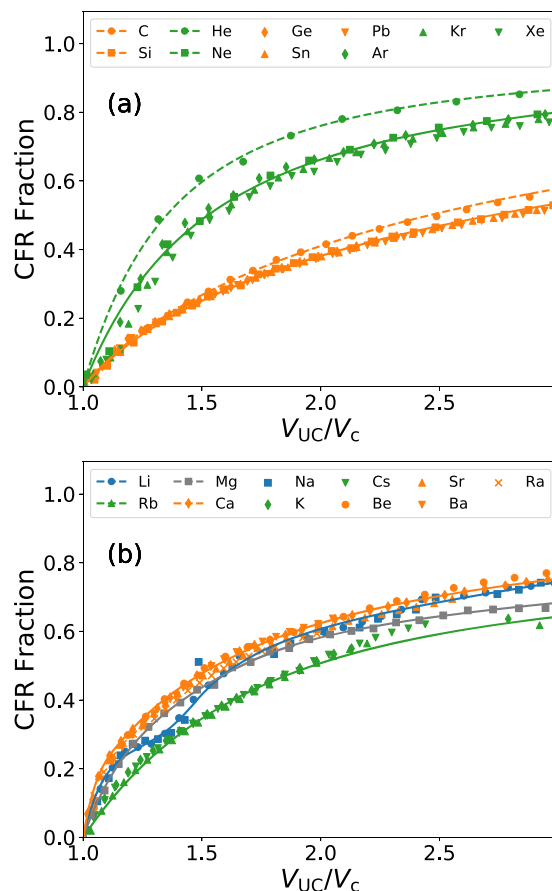 C He Ge Pb Kr Xe
Si Ne Sn Ar
(a)
CFR Fraction
1.0
0.8
0.6
0.4
0.2
0.0
1.0 1.5 2.0 2.5
V_UC/V_c
Li Mg Na Cs Sr Ra
Rb Ca K Be Ba
(b)
CFR Fraction
1.0
0.8
0.6
0.4
0.2
0.0
1.0 1.5 2.0 2.5
V_UC/V_c